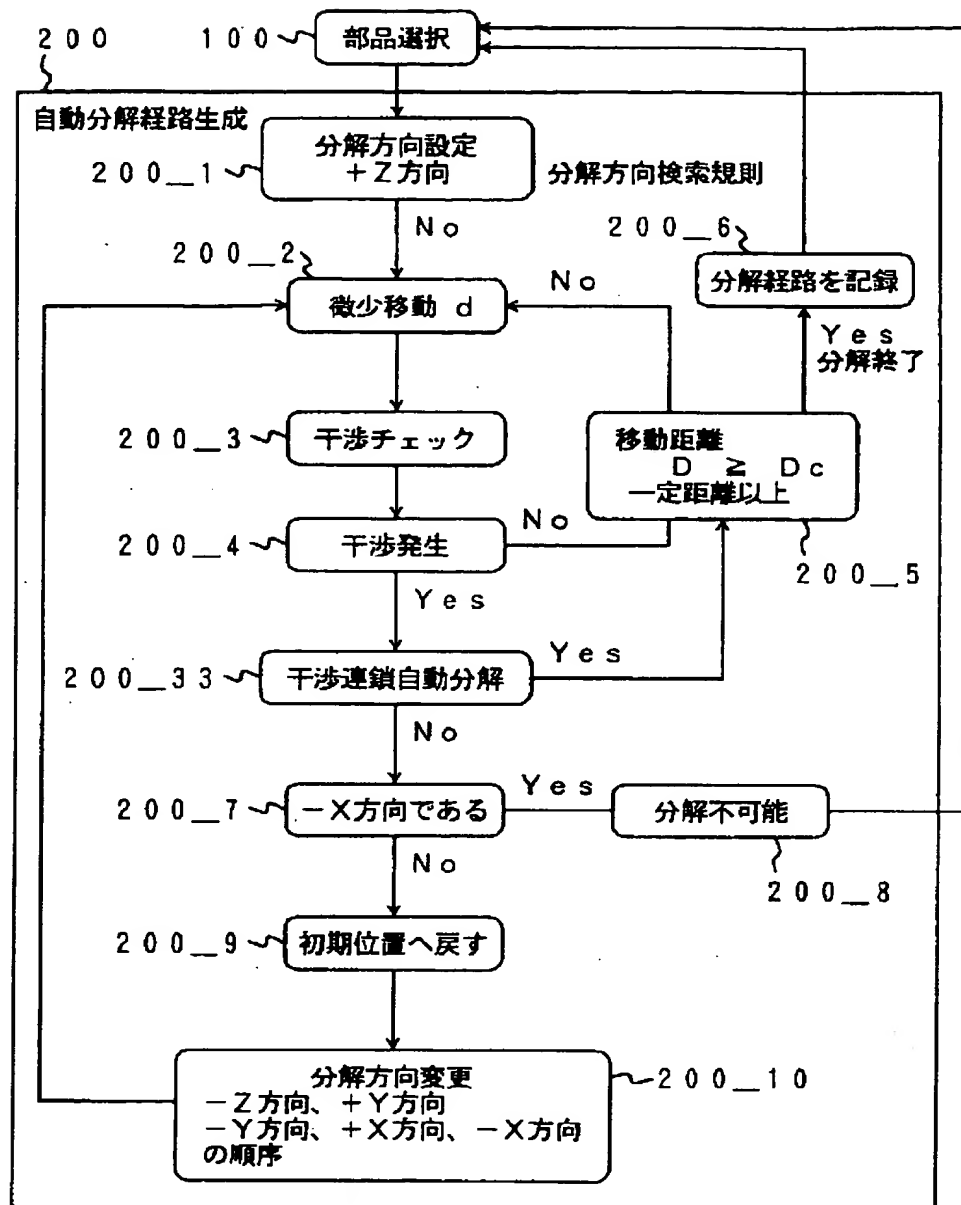 200
100
部品選択
自動分解経路生成
分解方向設定
+Z方向
200_1
分解方向検索規則
No
200_6
200_2
分解経路を記録
No
微少移動 d
Yes
分解終了
200_3
干渉チェック
移動距離
D ≧ Dc
一定距離以上
200_4
干渉発生
No
200_5
Yes
200_33
干渉連鎖自動分解
Yes
No
200_7
-X方向である
Yes
分解不可能
No
200_8
200_9
初期位置へ戻す
分解方向変更
-Z方向、+Y方向
-Y方向、+X方向、-X方向
の順序
200_10